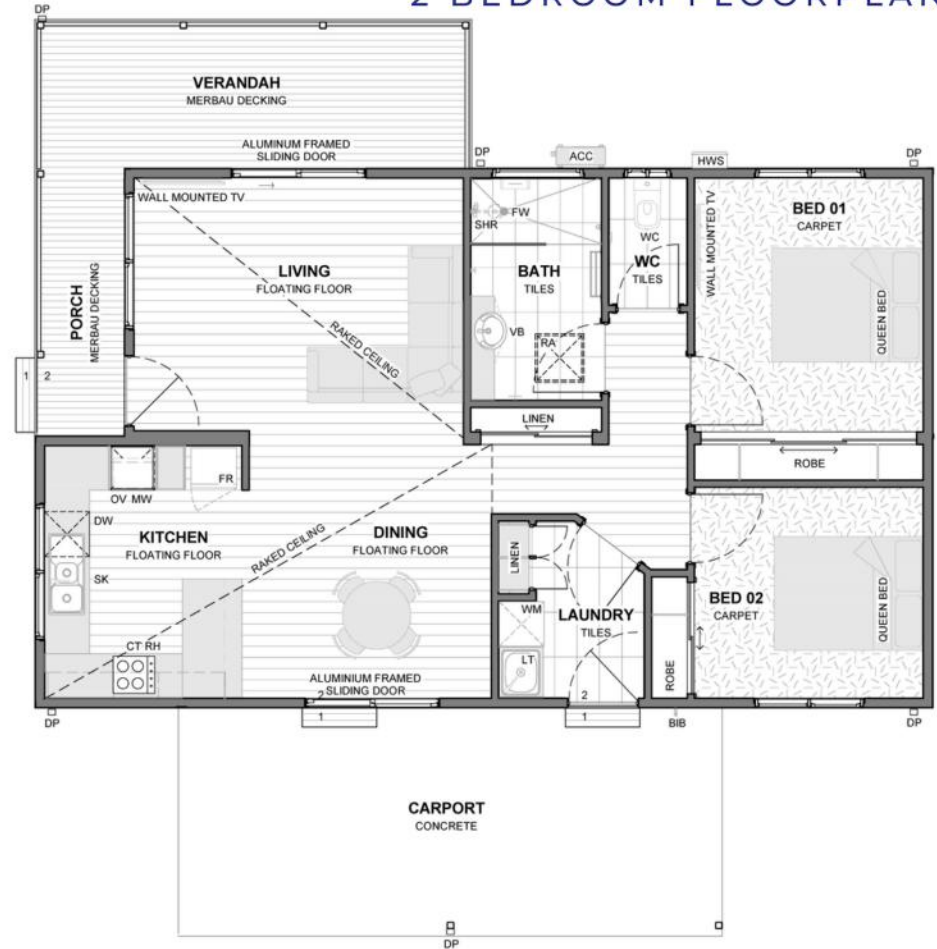 2 BEDROOM FLOORPLAN
DP
VERANDAH
MERBAU DECKING
ALUMINUM FRAMED
SLIDING DOOR
DP
ACC
HWS
DP
WALL MOUNTED TV
LIVING
FLOATING FLOOR
RAKED CEILING
PORCH
MERBAU DECKING
1 2
SHR
FW
BATH
TILES
VB
RA
WC
WC
TILES
WALL MOUNTED TV
BED 01
CARPET
QUEEN BED
LINEN
ROBE
OV MW
FR
DW
KITCHEN
FLOATING FLOOR
SK
CT RH
RAKED CEILING
DINING
FLOATING FLOOR
ALUMINIUM FRAMED
SLIDING DOOR
2
1
LINEN
WM
LAUNDRY
TILES
LT
2
1
ROBE
BED 02
CARPET
QUEEN BED
DP
BIB
DP
CARPORT
CONCRETE
DP